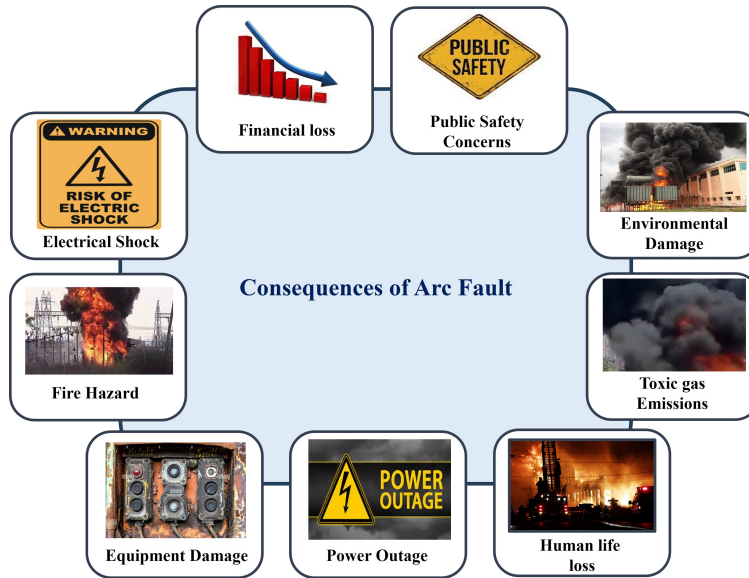 PUBLIC
SAFETY
Financial loss
Public Safety
Concerns
WARNING
RISK OF
ELECTRIC
SHOCK
Electrical Shock
Environmental
Damage
Consequences of Arc Fault
Fire Hazard
Toxic gas
Emissions
POWER
OUTAGE
Equipment Damage
Power Outage
Human life
loss